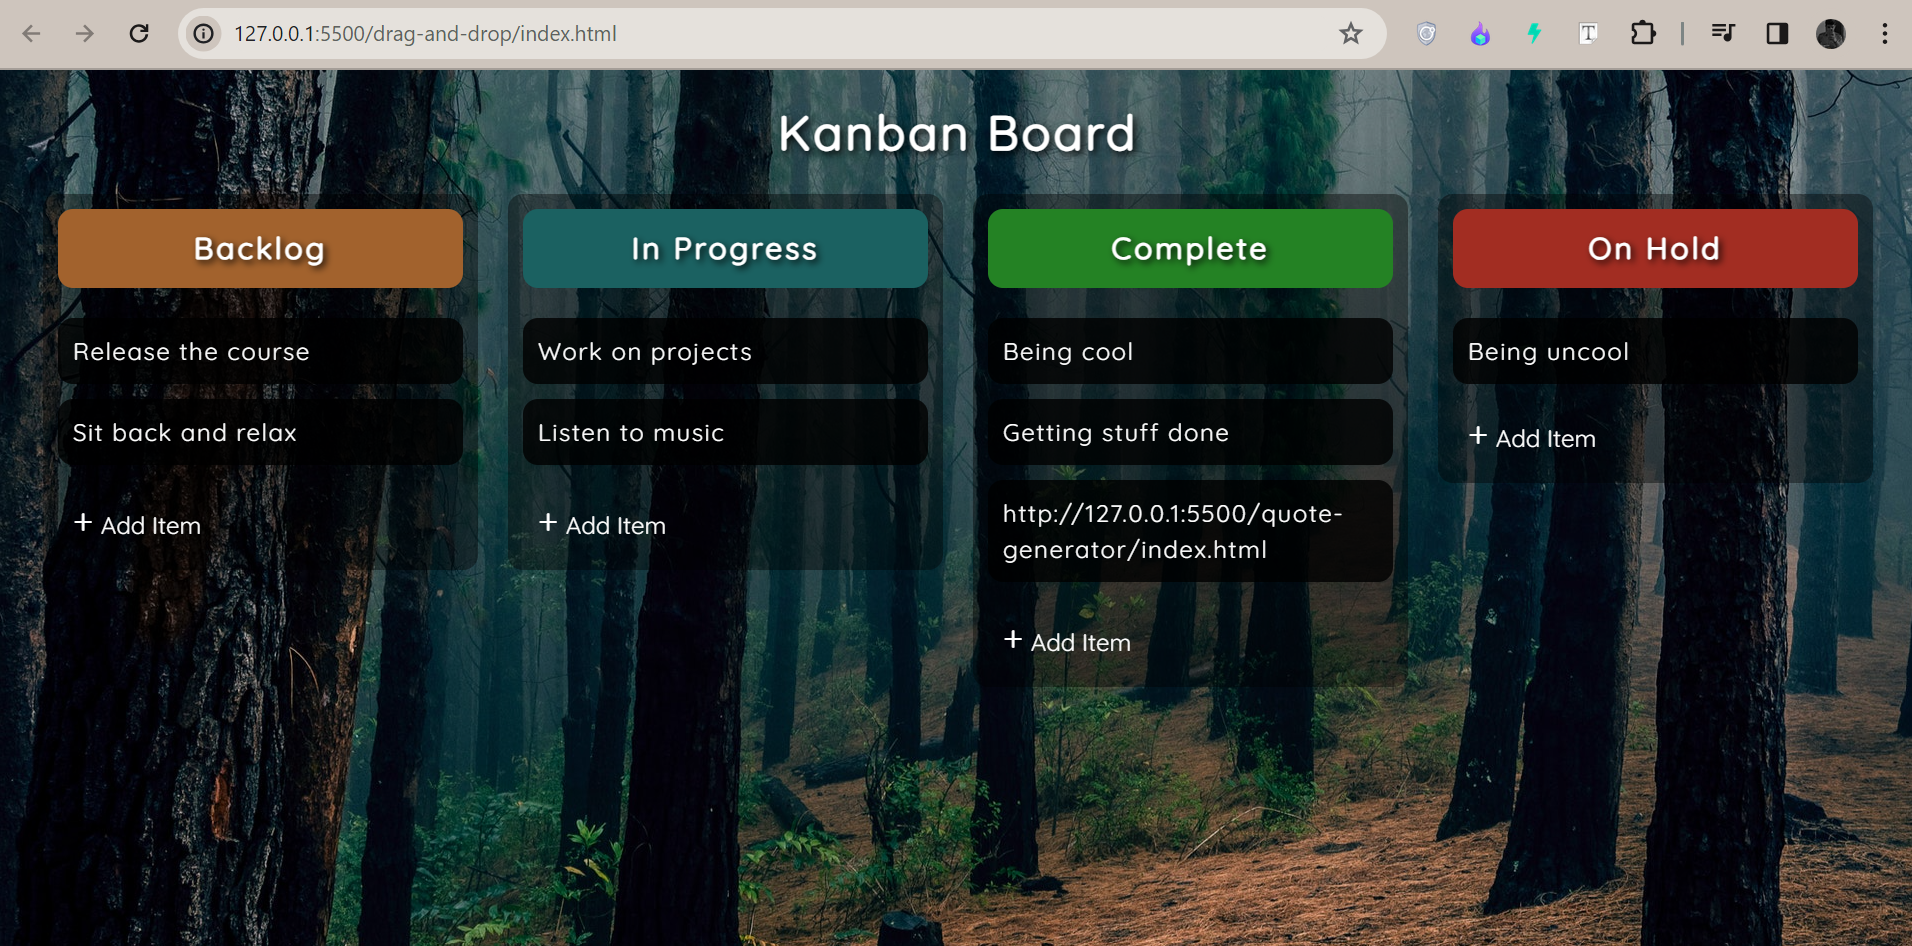 127.0.0.1:5500/drag-and-drop/index.html
T
Kanban Board
Backlog
Release the course
Sit back and relax
+ Add Item
In Progress
Work on projects
Listen to music
+ Add Item
Complete
Being cool
Getting stuff done
http://127.0.0.1:5500/quote-
generator/index.html
+ Add Item
On Hold
Being uncool
+ Add Item